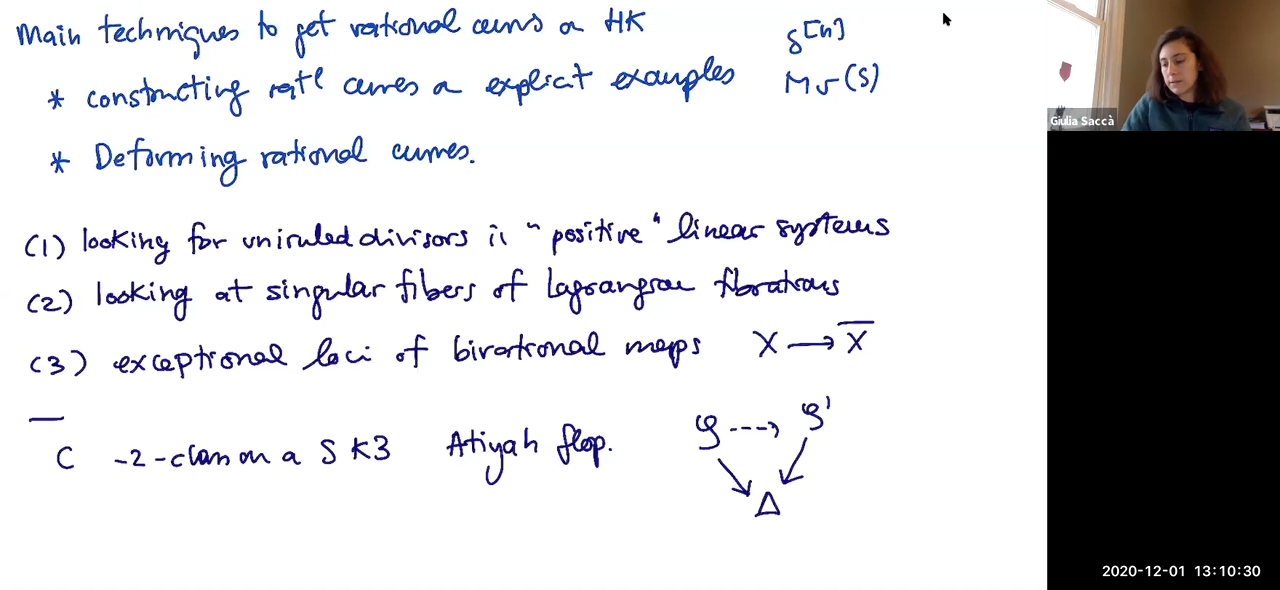 Main techniques to get rational curves on HK
S^[n]
* constructing rat'l curves on explicit examples
M_σ(S)
* Deforming rational curves.
(1) looking for uniruled divisors in "positive" linear systems
(2) looking at singular fibers of Lagrangian fibrations
(3) exceptional loci of birational maps X → X̅
C -2-class on a S K3 Atiyah flop.
𝒮 ⇢ 𝒮'
Δ
Giulia Saccà
2020-12-01 13:10:30